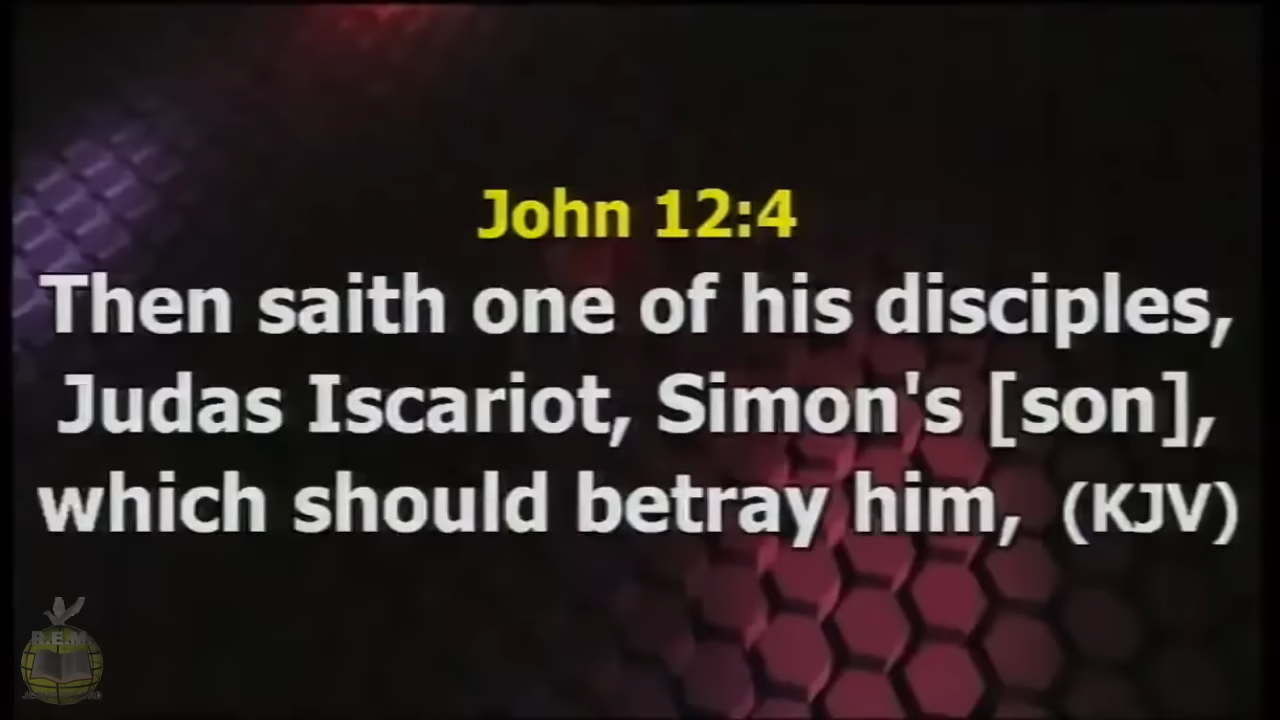 John 12:4
Then saith one of his disciples,
Judas Iscariot, Simon's [son],
which should betray him, (KJV)
R.E.M.